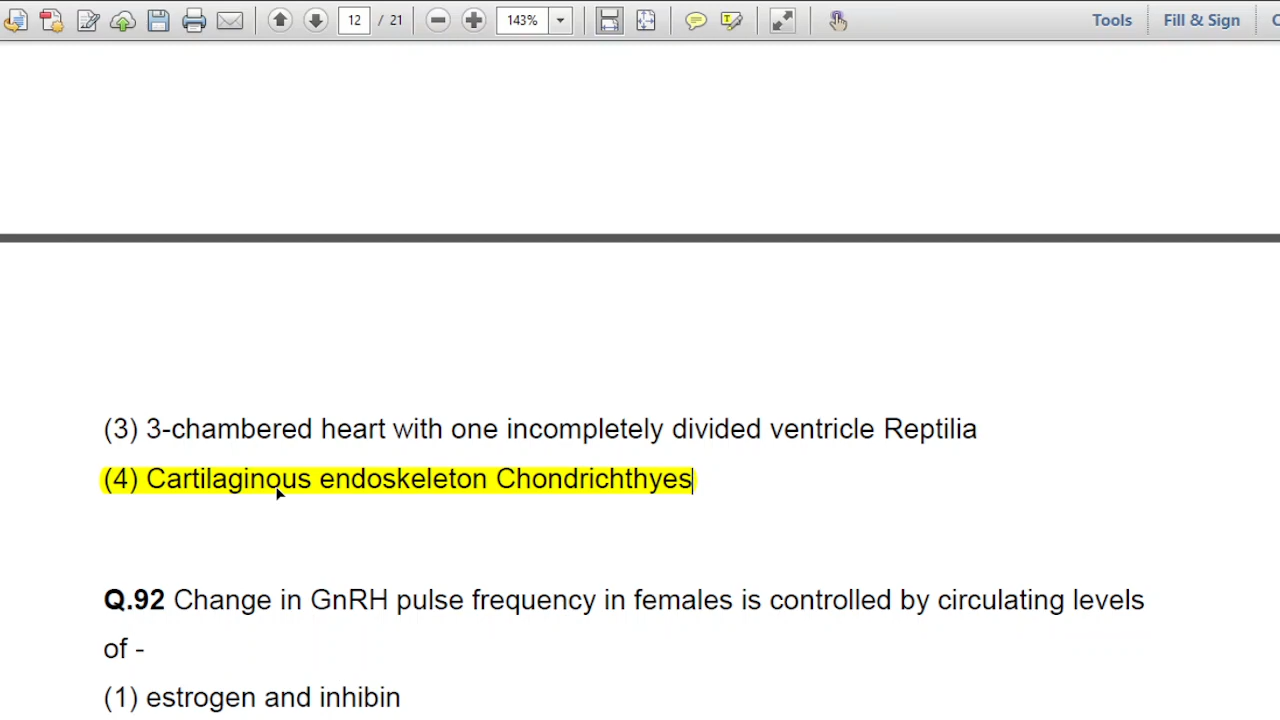 12 / 21 143% Tools Fill & Sign
(3) 3-chambered heart with one incompletely divided ventricle Reptilia
(4) Cartilaginous endoskeleton Chondrichthyes
Q.92 Change in GnRH pulse frequency in females is controlled by circulating levels
of -
(1) estrogen and inhibin